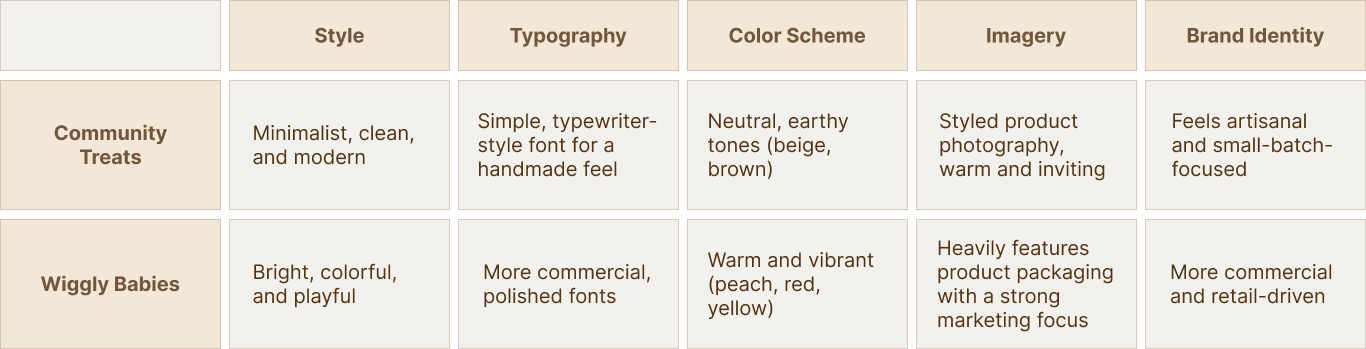 Style
Typography
Color Scheme
Imagery
Brand Identity
Community
Treats
Minimalist, clean,
and modern
Simple, typewriter-
style font for a
handmade feel
Neutral, earthy
tones (beige,
brown)
Styled product
photography,
warm and inviting
Feels artisanal
and small-batch-
focused
Wiggly Babies
Bright, colorful,
and playful
More commercial,
polished fonts
Warm and vibrant
(peach, red,
yellow)
Heavily features
product packaging
with a strong
marketing focus
More commercial
and retail-driven